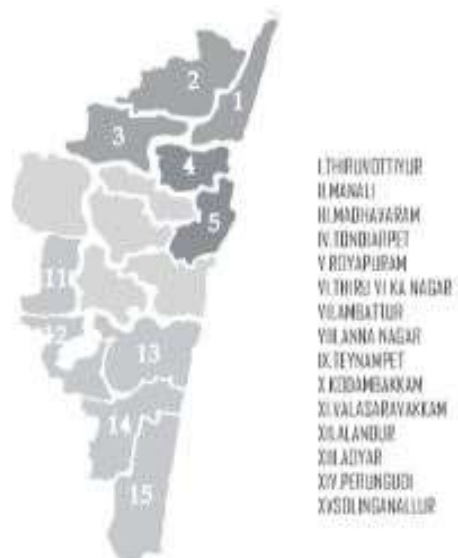 2
1
3
4
5
11
12
13
14
15
I.THIRUVOTTIYUR
II.MANALI
III.MADHAVARAM
IV.TONDIARPET
V.ROYAPURAM
VI.THIRU VI KA NAGAR
VII.AMBATTUR
VIII.ANNA NAGAR
IX.TEYNAMPET
X.KODAMBAKKAM
XI.VALASARAVAKKAM
XII.ALANDUR
XIII.ADYAR
XIV.PERUNGUDI
XV.SOLINGANALLUR